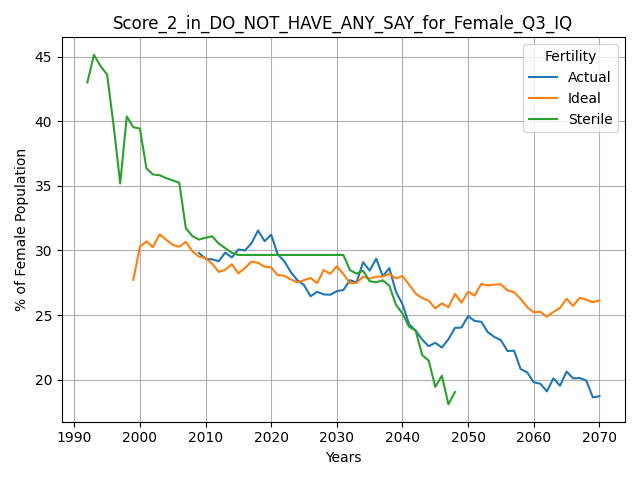 Score_2_in_DO_NOT_HAVE_ANY_SAY_for_Female_Q3_IQ
Fertility
Actual
Ideal
Sterile
% of Female Population
45
40
35
30
25
20
1990 2000 2010 2020 2030 2040 2050 2060 2070
Years